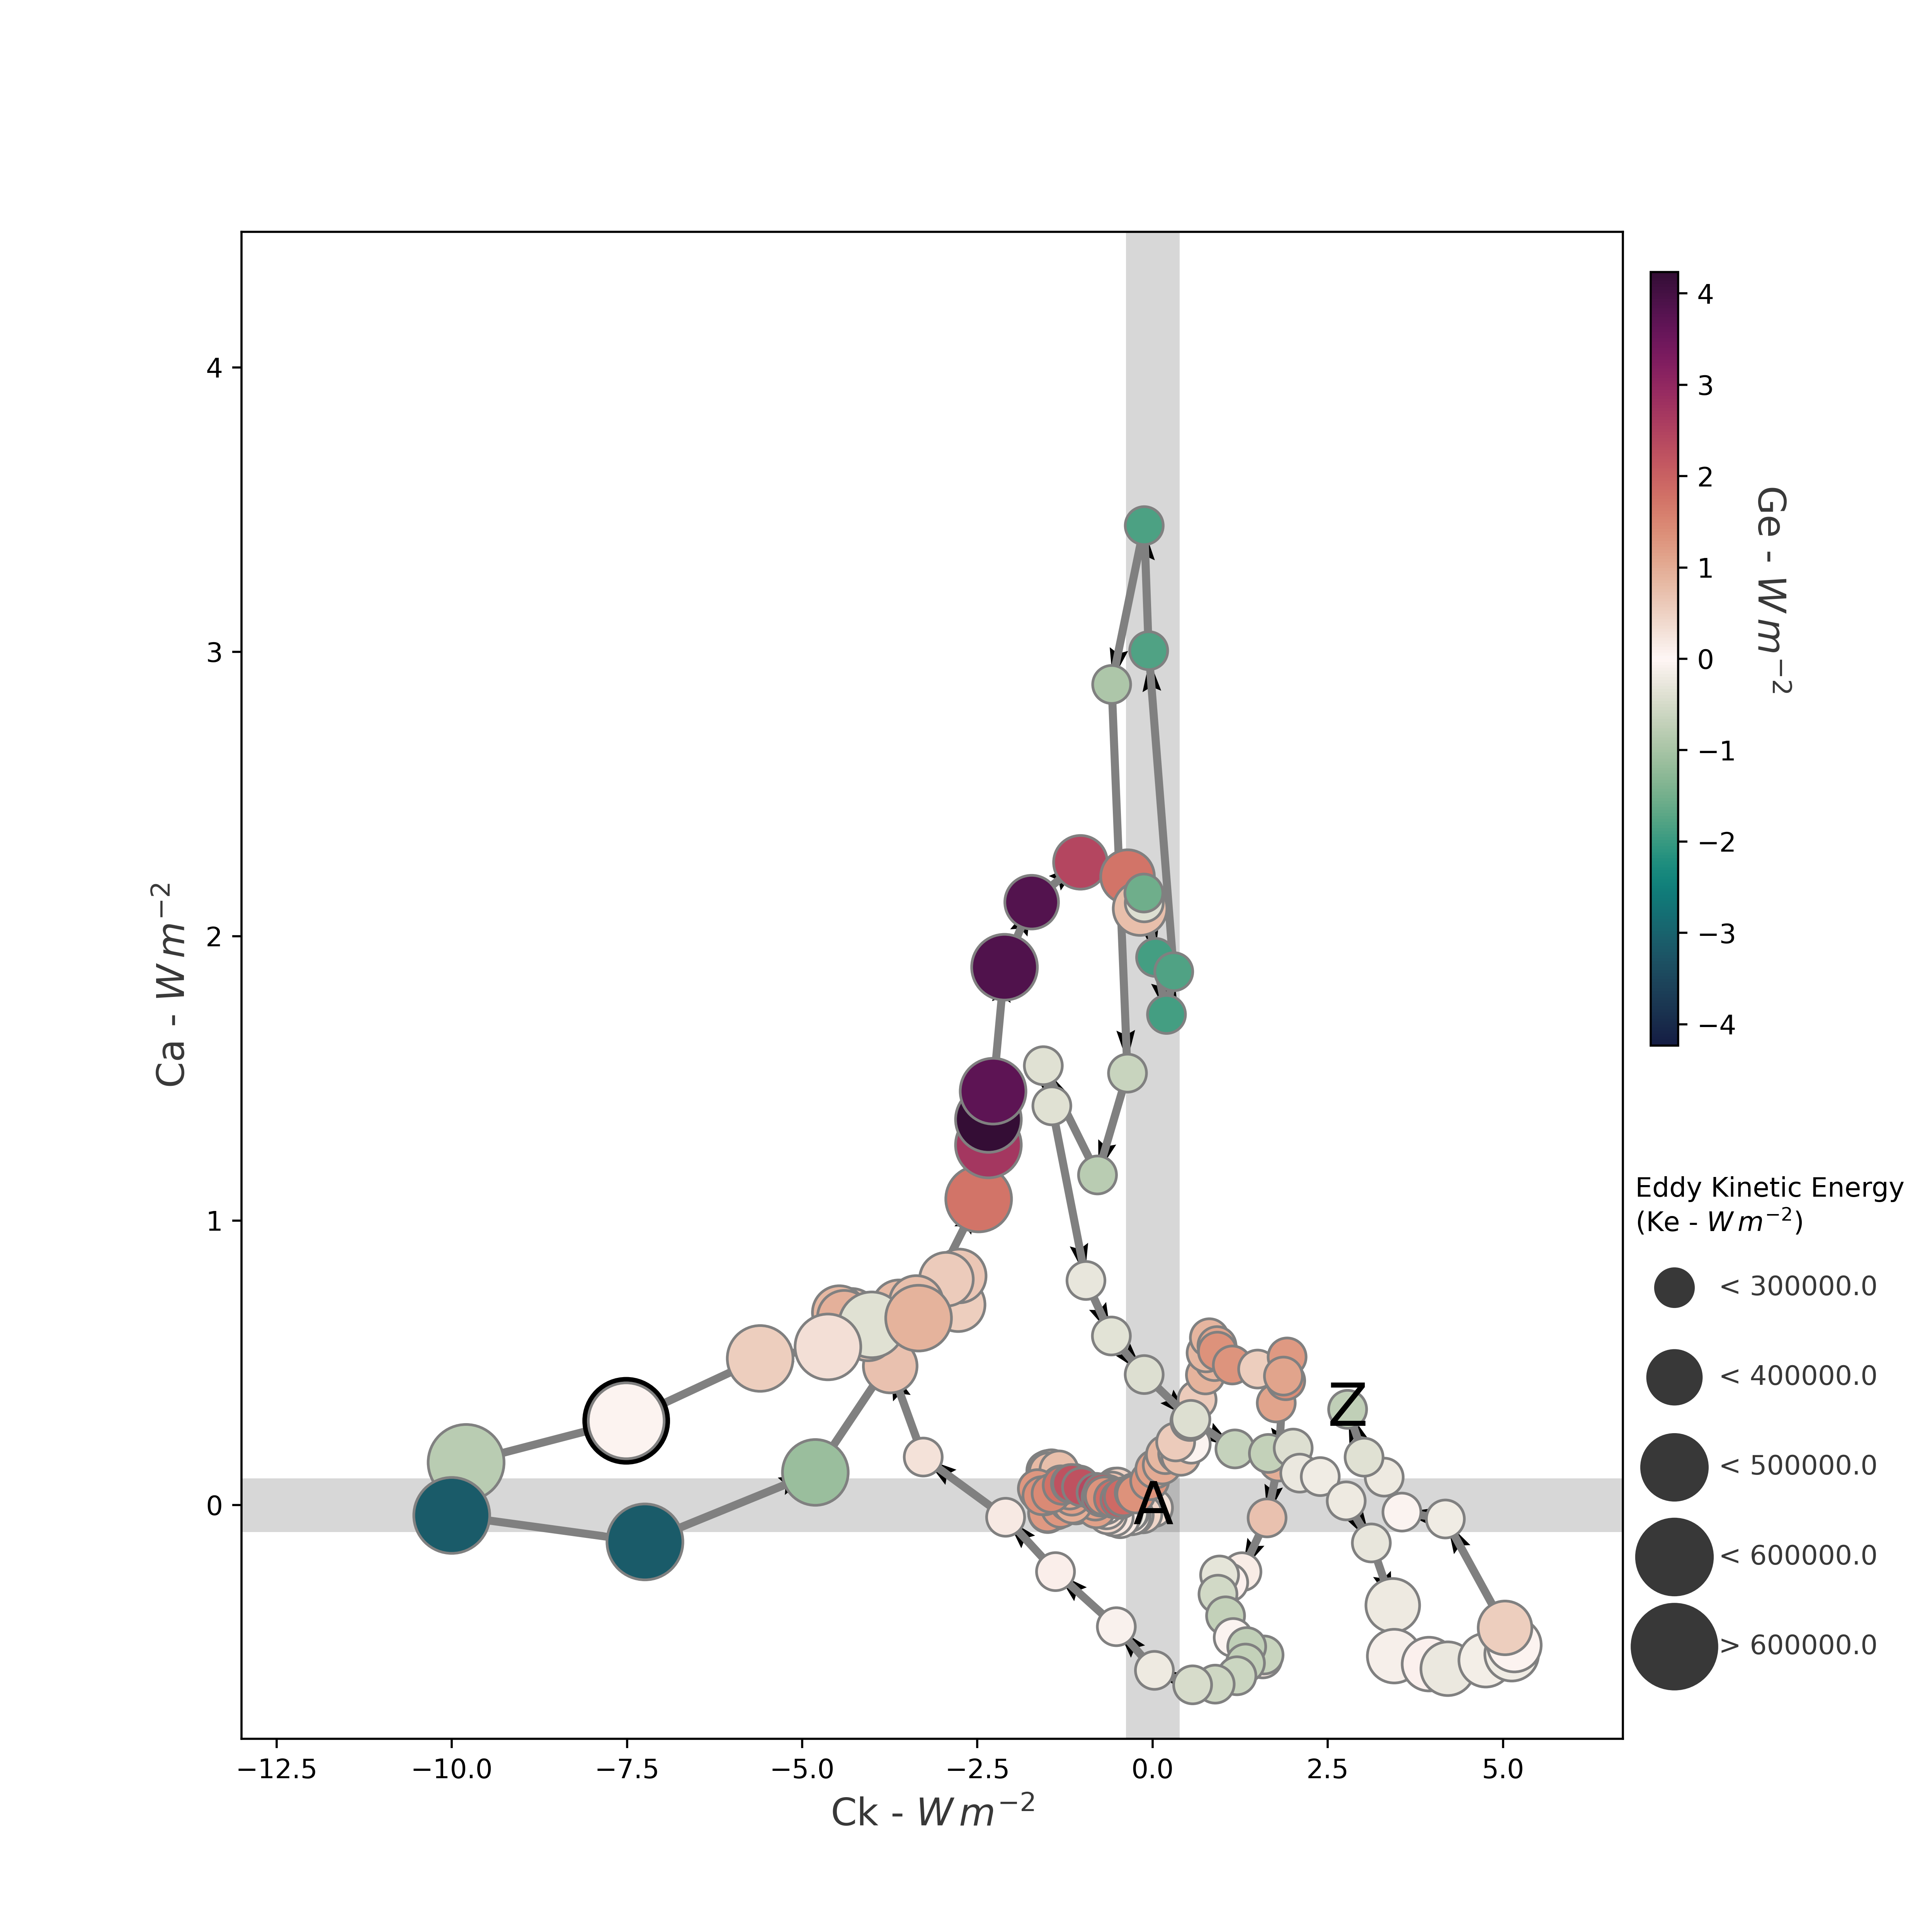 4
3
2
1
0
−12.5 −10.0 −7.5 −5.0 −2.5 0.0 2.5 5.0
Ck - W m⁻²
Ca - W m⁻²
A
Z
4
3
2
1
0
−1
−2
−3
−4
Ge - W m⁻²
Eddy Kinetic Energy
(Ke - W m⁻²)
< 300000.0
< 400000.0
< 500000.0
< 600000.0
> 600000.0